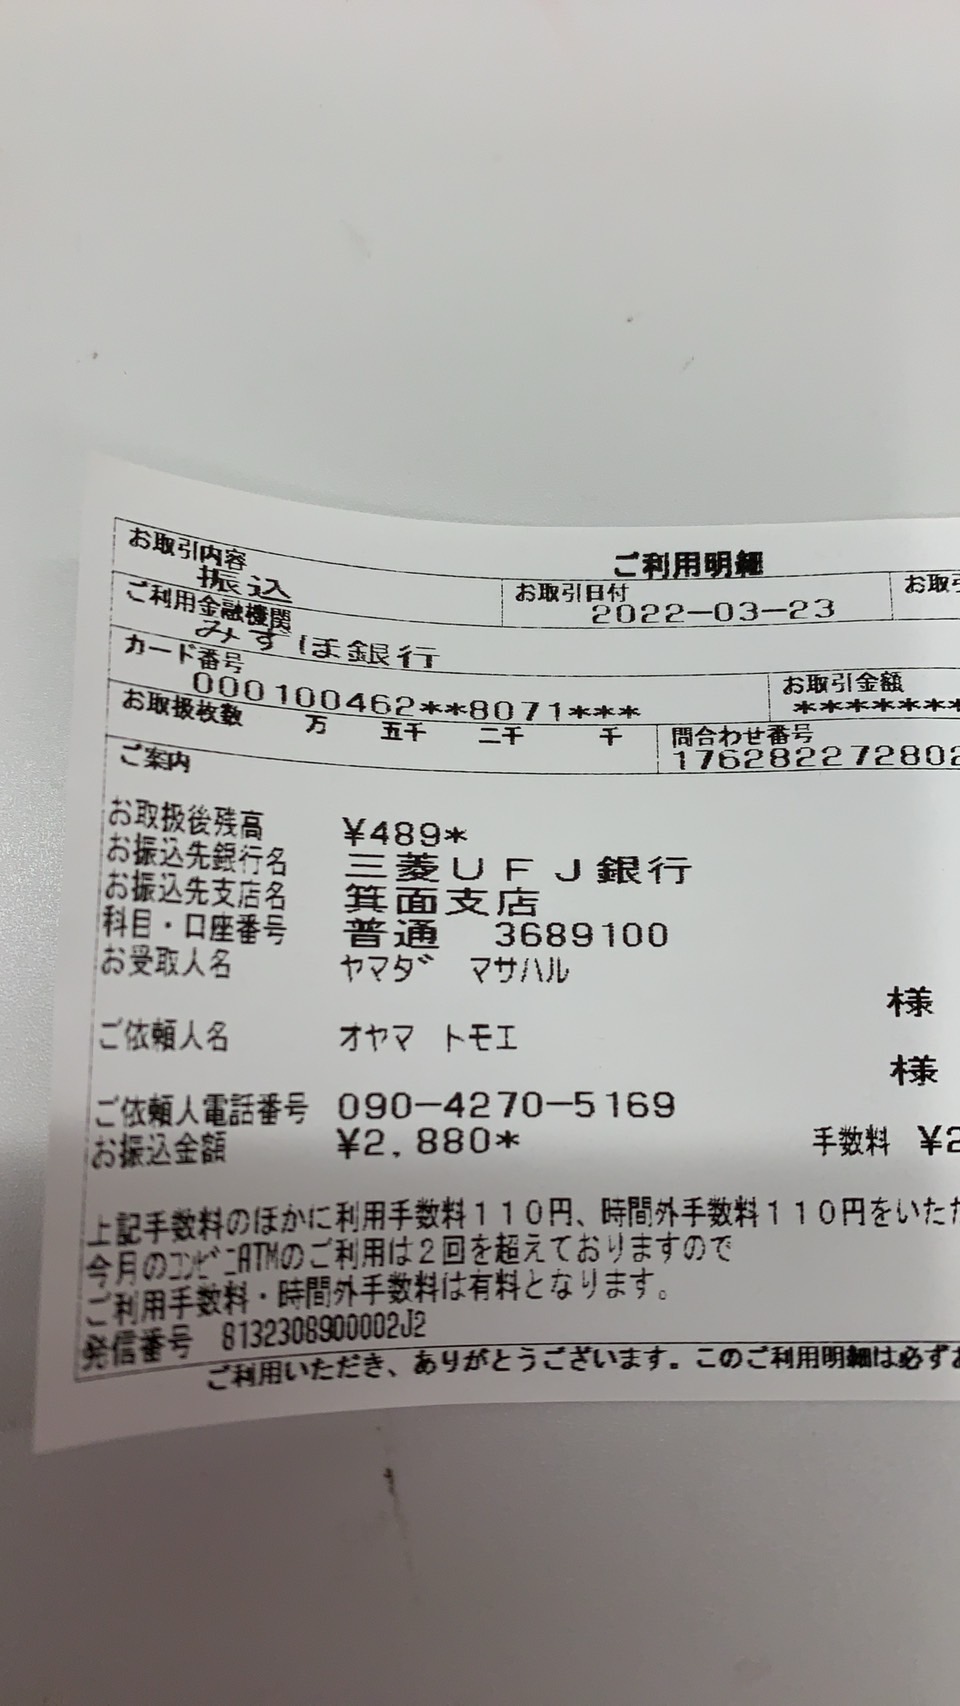 ご利用明細
お取引内容
振込
お取引日付
2022-03-23
お取引
ご利用金融機関
みずほ銀行
カード番号
000100462**8071***
お取引金額
*******
お取扱枚数 万 五千 二千 千
問合わせ番号
176282272802
ご案内
お取扱後残高 ¥489*
お振込先銀行名 三菱UFJ銀行
お振込先支店名 箕面支店
科目・口座番号 普通 3689100
お受取人名 ヤマダ マサハル
様
ご依頼人名 オヤマ トモエ
様
ご依頼人電話番号 090-4270-5169
お振込金額 ¥2,880* 手数料 ¥2
上記手数料のほかに利用手数料110円、時間外手数料110円をいただ
今月のコンビニATMのご利用は2回を超えておりますので
ご利用手数料・時間外手数料は有料となります。
発信番号 8132308900002J2
ご利用いただき、ありがとうございます。このご利用明細は必ずお